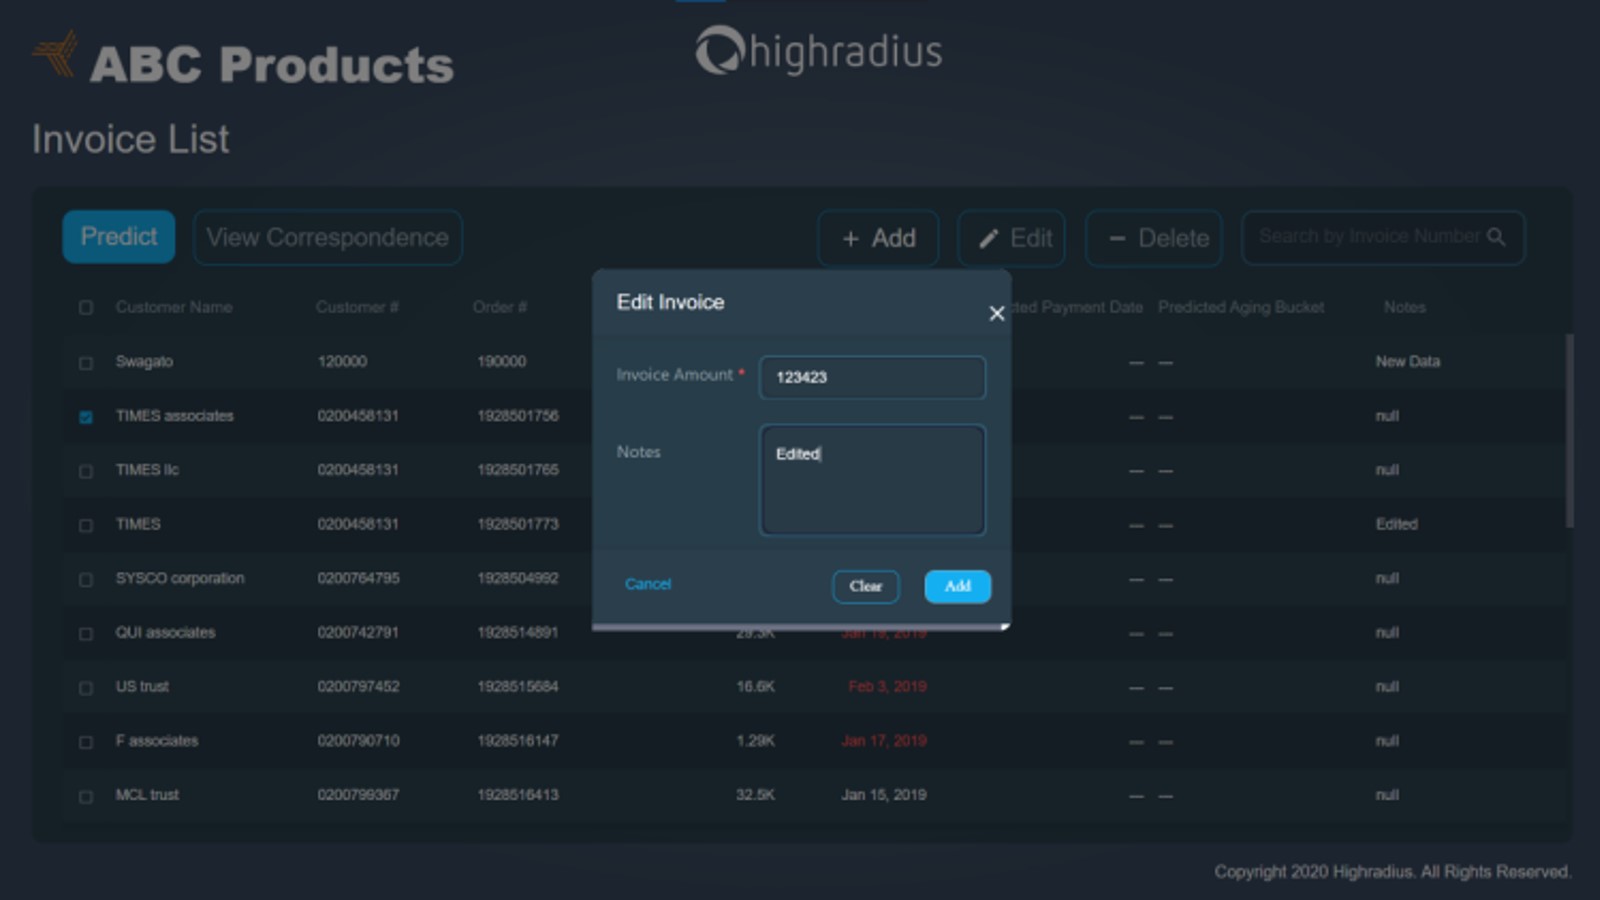 ABC Products
highradius
Invoice List
Predict
View Correspondence
+ Add
Edit
− Delete
Search by Invoice Number
Customer Name Customer # Order # Payment Date Predicted Aging Bucket Notes
Swagato 120000 190000 — — New Data
TIMES associates 0200458131 1928501756 — — null
TIMES llc 0200458131 1928501765 — — null
TIMES 0200458131 1928501773 — — Edited
SYSCO corporation 0200764795 1928504992 — — null
QUI associates 0200742791 1928514891 29.3K Jan 19, 2019 — — null
US trust 0200797452 1928515684 16.6K Feb 3, 2019 — — null
F associates 0200790710 1928516147 1.29K Jan 17, 2019 — — null
MCL trust 0200799367 1928516413 32.5K Jan 15, 2019 — — null
Edit Invoice
×
Invoice Amount * 123423
Notes Edited
Cancel Clear Add
Copyright 2020 Highradius. All Rights Reserved.